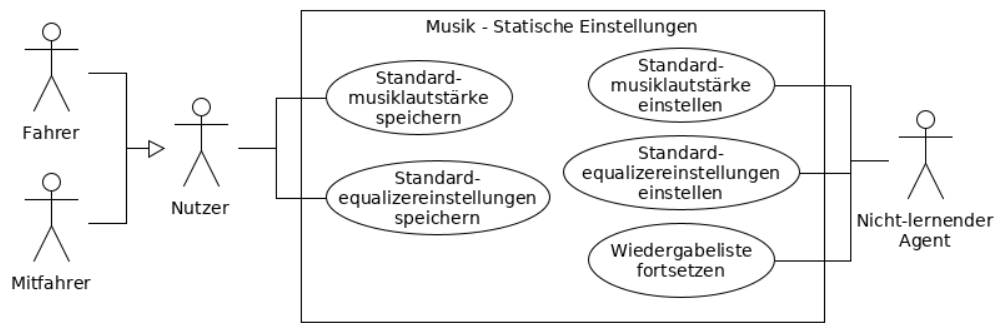 Musik - Statische Einstellungen
Fahrer
Mitfahrer
Nutzer
Standard-
musiklautstärke
speichern
Standard-
equalizereinstellungen
speichern
Standard-
musiklautstärke
einstellen
Standard-
equalizereinstellungen
einstellen
Wiedergabeliste
fortsetzen
Nicht-lernender
Agent